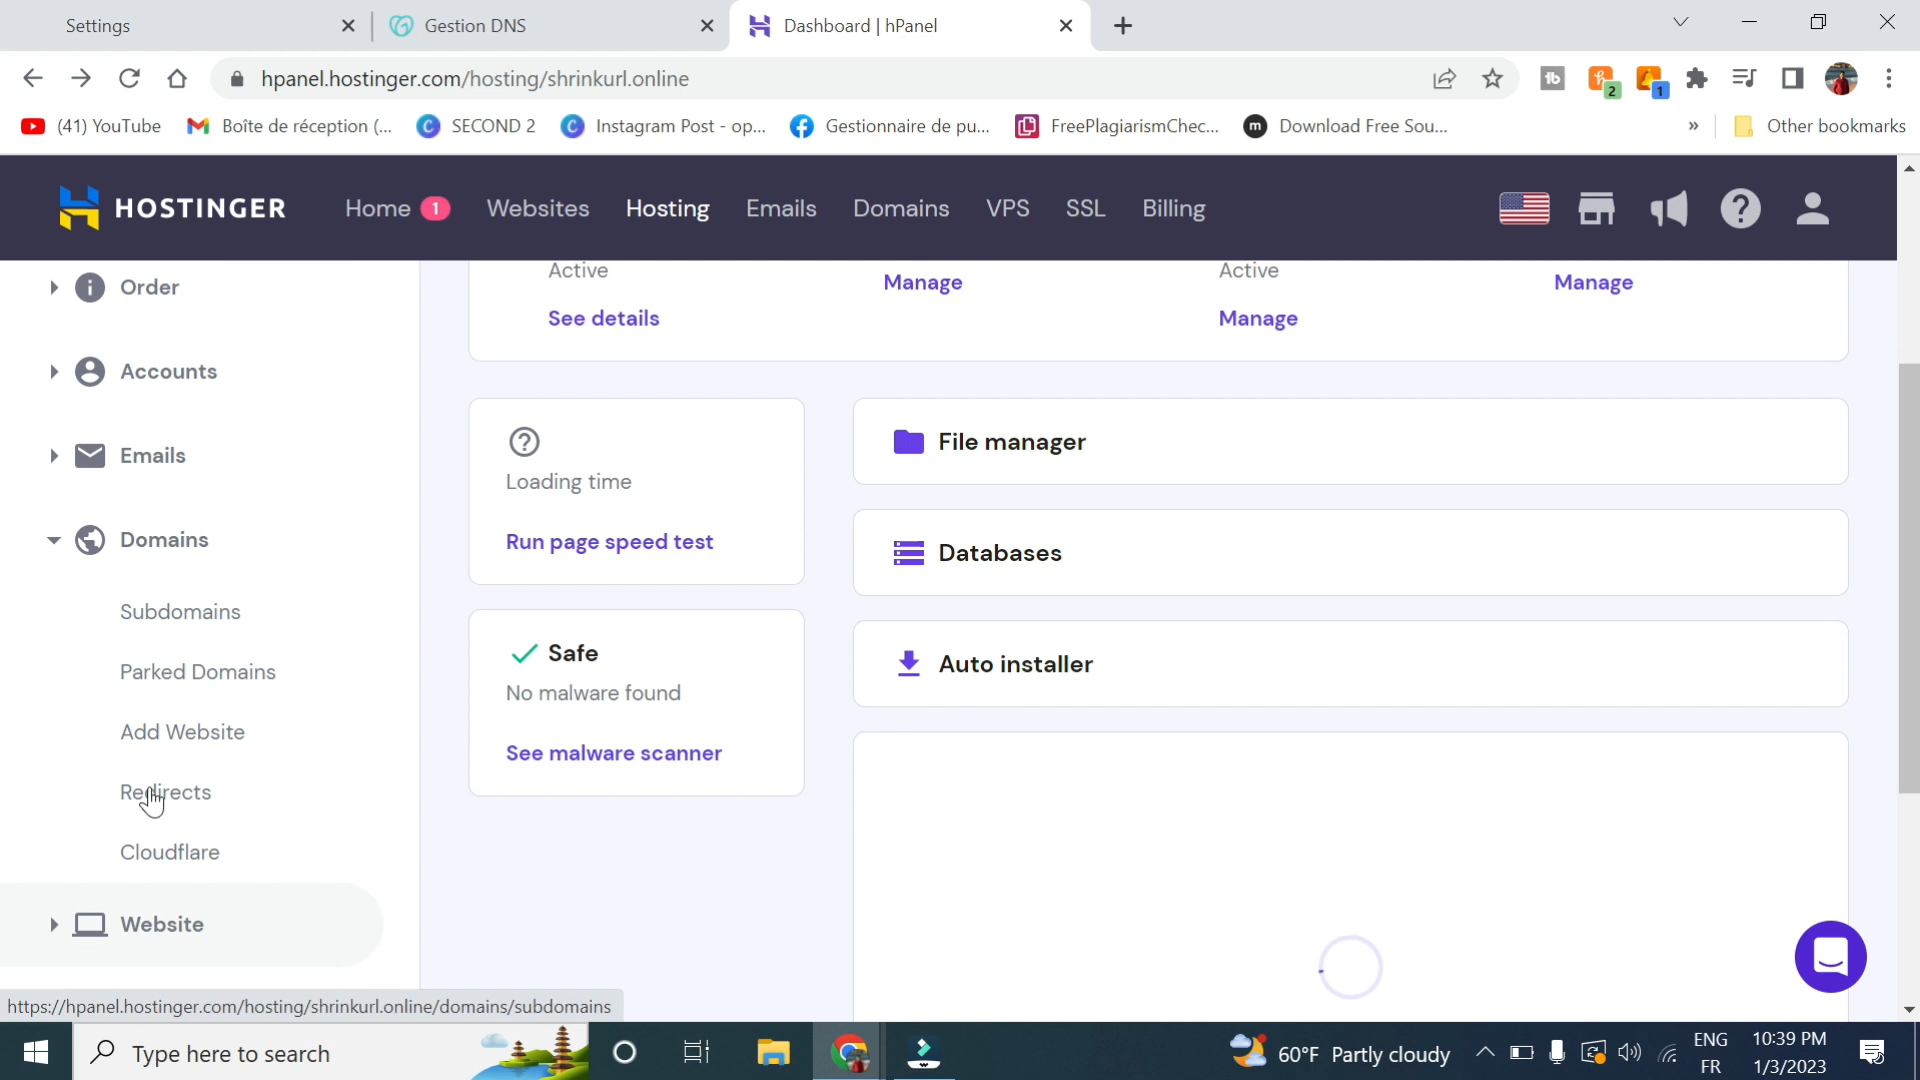 Settings
Gestion DNS
Dashboard | hPanel
hpanel.hostinger.com/hosting/shrinkurl.online
2
1
(41) YouTube
Boîte de réception (...
SECOND 2
Instagram Post - op...
Gestionnaire de pu...
FreePlagiarismChec...
Download Free Sou...
»
Other bookmarks
HOSTINGER
Home 1
Websites
Hosting
Emails
Domains
VPS
SSL
Billing
Order
Accounts
Emails
Domains
Subdomains
Parked Domains
Add Website
Redirects
Cloudflare
Website
Active
See details
Manage
Active
Manage
Manage
Loading time
Run page speed test
Safe
No malware found
See malware scanner
File manager
Databases
Auto installer
https://hpanel.hostinger.com/hosting/shrinkurl.online/domains/subdomains
Type here to search
60°F Partly cloudy
ENG
FR
10:39 PM
1/3/2023